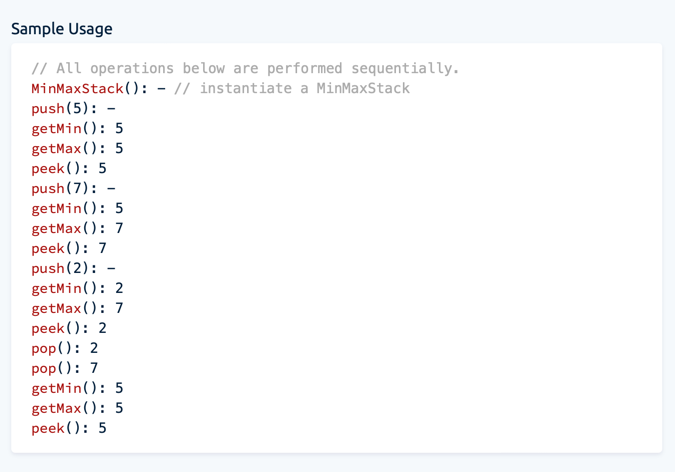 Sample Usage
// All operations below are performed sequentially.
MinMaxStack(): - // instantiate a MinMaxStack
push(5): -
getMin(): 5
getMax(): 5
peek(): 5
push(7): -
getMin(): 5
getMax(): 7
peek(): 7
push(2): -
getMin(): 2
getMax(): 7
peek(): 2
pop(): 2
pop(): 7
getMin(): 5
getMax(): 5
peek(): 5